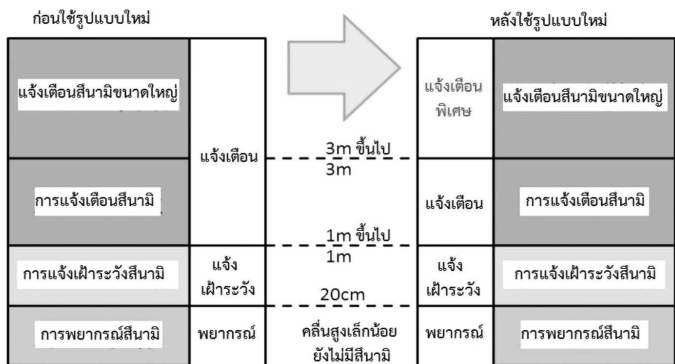 ก่อนใช้รูปแบบใหม่
หลังใช้รูปแบบใหม่
แจ้งเตือนสึนามิขนาดใหญ่
แจ้งเตือน
การแจ้งเตือนสึนามิ
การแจ้งเฝ้าระวังสึนามิ
แจ้ง
เฝ้าระวัง
การพยากรณ์สึนามิ
พยากรณ์
3m ขึ้นไป
3m
1m ขึ้นไป
1m
20cm
คลื่นสูงเล็กน้อย
ยังไม่มีสึนามิ
แจ้งเตือน
พิเศษ
แจ้งเตือนสึนามิขนาดใหญ่
แจ้งเตือน
การแจ้งเตือนสึนามิ
แจ้ง
เฝ้าระวัง
การแจ้งเฝ้าระวังสึนามิ
พยากรณ์
การพยากรณ์สึนามิ